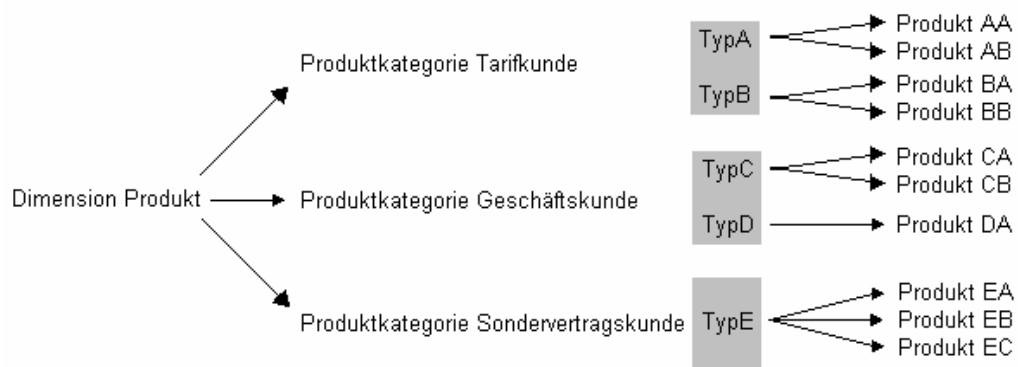 Dimension Produkt
Produktkategorie Tarifkunde
TypA
Produkt AA
Produkt AB
TypB
Produkt BA
Produkt BB
Produktkategorie Geschäftskunde
TypC
Produkt CA
Produkt CB
TypD
Produkt DA
Produktkategorie Sondervertragskunde
TypE
Produkt EA
Produkt EB
Produkt EC